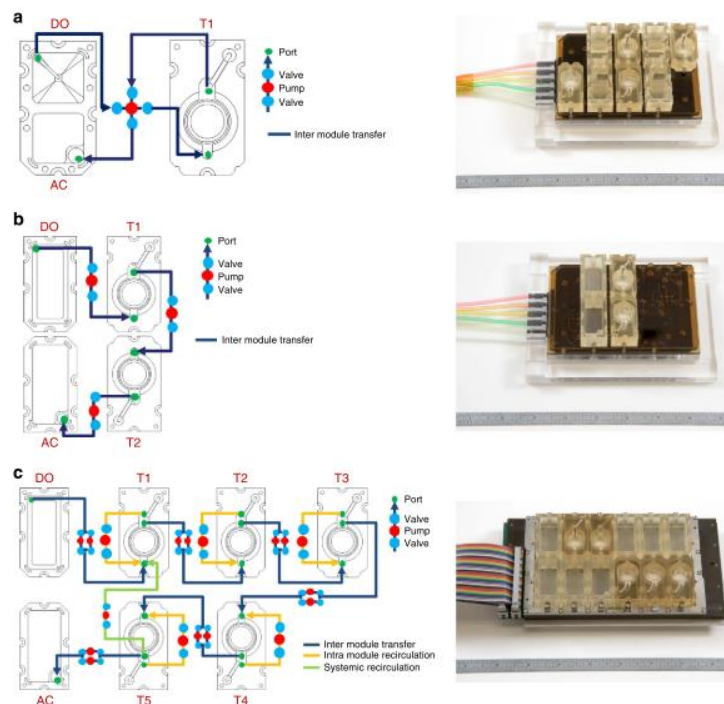 a
DO
T1
Port
Valve
Pump
Valve
Inter module transfer
AC
b
DO
T1
Port
Valve
Pump
Valve
Inter module transfer
AC
T2
c
DO
T1
T2
T3
Port
Valve
Pump
Valve
Inter module transfer
Intra module recirculation
Systemic recirculation
AC
T5
T4